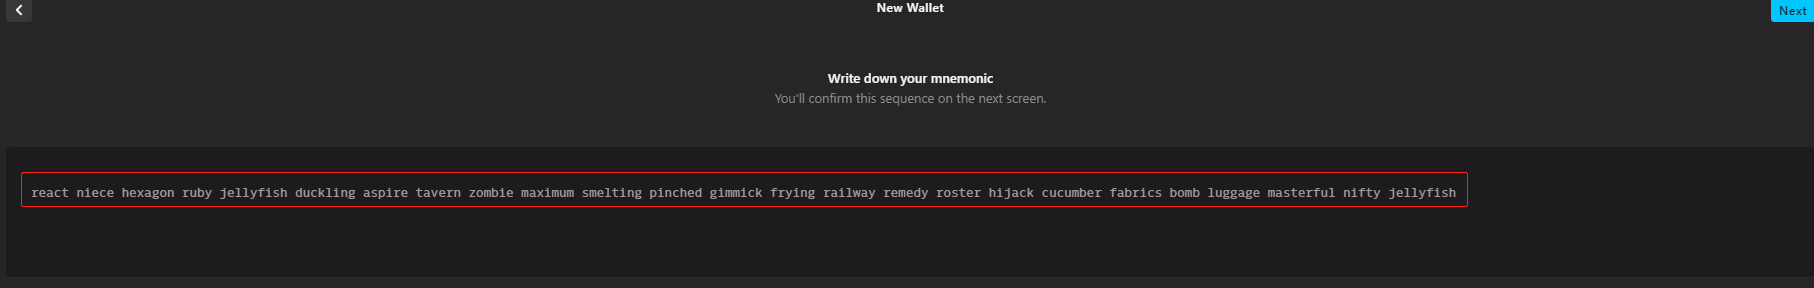 New Wallet
Next
Write down your mnemonic
You'll confirm this sequence on the next screen.
react niece hexagon ruby jellyfish duckling aspire tavern zombie maximum smelting pinched gimmick frying railway remedy roster hijack cucumber fabrics bomb luggage masterful nifty jellyfish